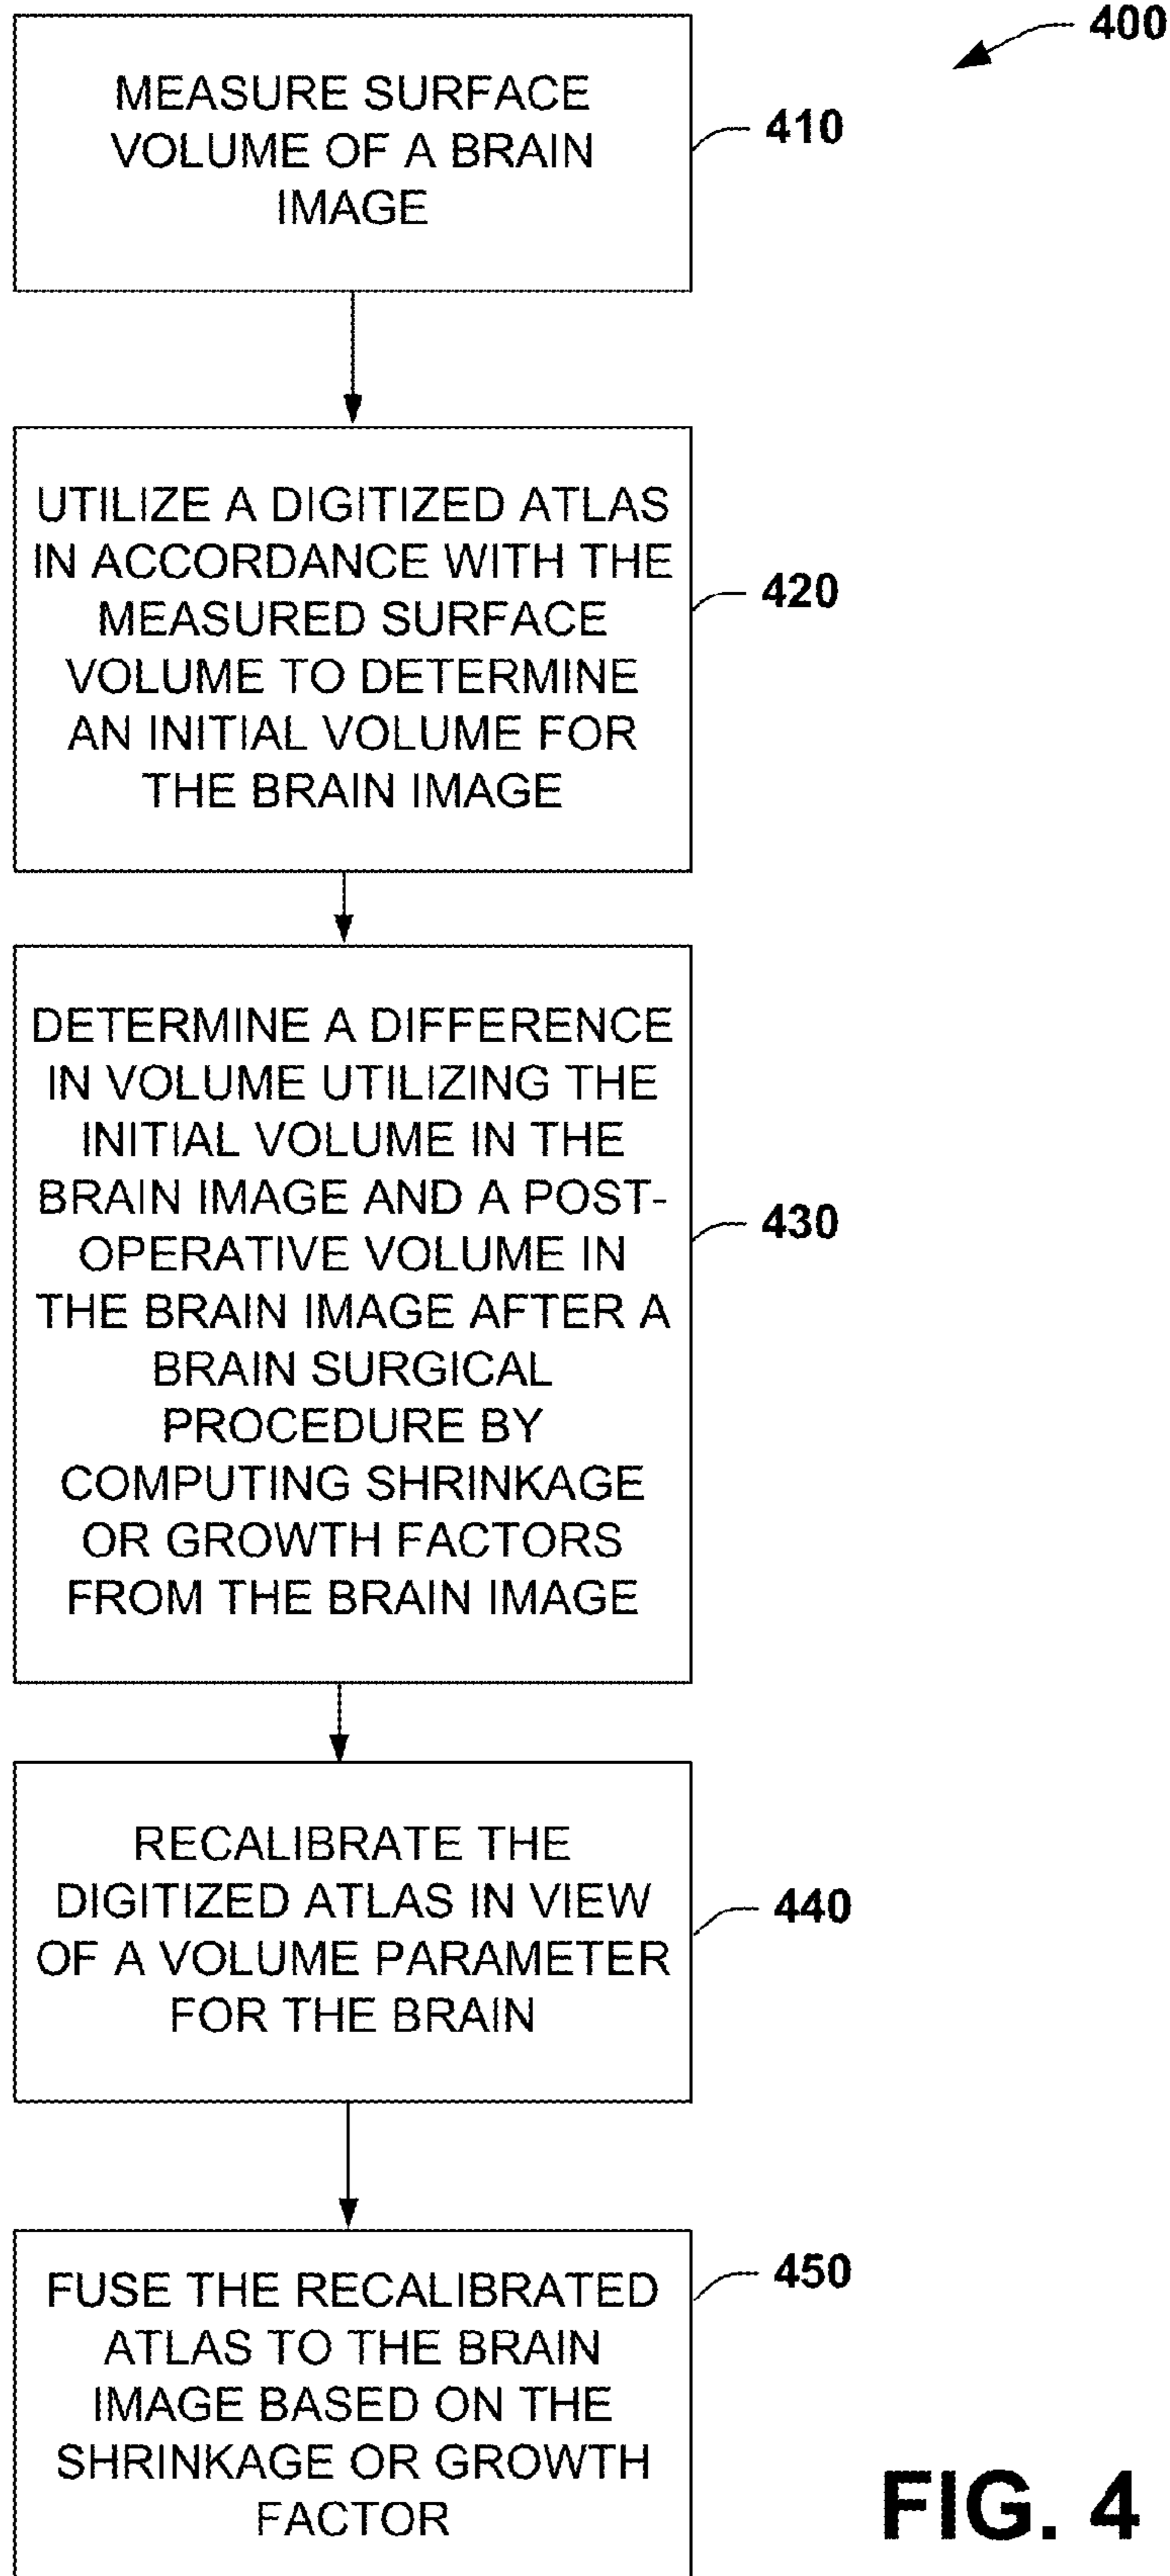 400
MEASURE SURFACE
VOLUME OF A BRAIN
IMAGE
410
UTILIZE A DIGITIZED ATLAS
IN ACCORDANCE WITH THE
MEASURED SURFACE
VOLUME TO DETERMINE
AN INITIAL VOLUME FOR
THE BRAIN IMAGE
420
DETERMINE A DIFFERENCE
IN VOLUME UTILIZING THE
INITIAL VOLUME IN THE
BRAIN IMAGE AND A POST-
OPERATIVE VOLUME IN
THE BRAIN IMAGE AFTER A
BRAIN SURGICAL
PROCEDURE BY
COMPUTING SHRINKAGE
OR GROWTH FACTORS
FROM THE BRAIN IMAGE
430
RECALIBRATE THE
DIGITIZED ATLAS IN VIEW
OF A VOLUME PARAMETER
FOR THE BRAIN
440
FUSE THE RECALIBRATED
ATLAS TO THE BRAIN
IMAGE BASED ON THE
SHRINKAGE OR GROWTH
FACTOR
450
FIG. 4